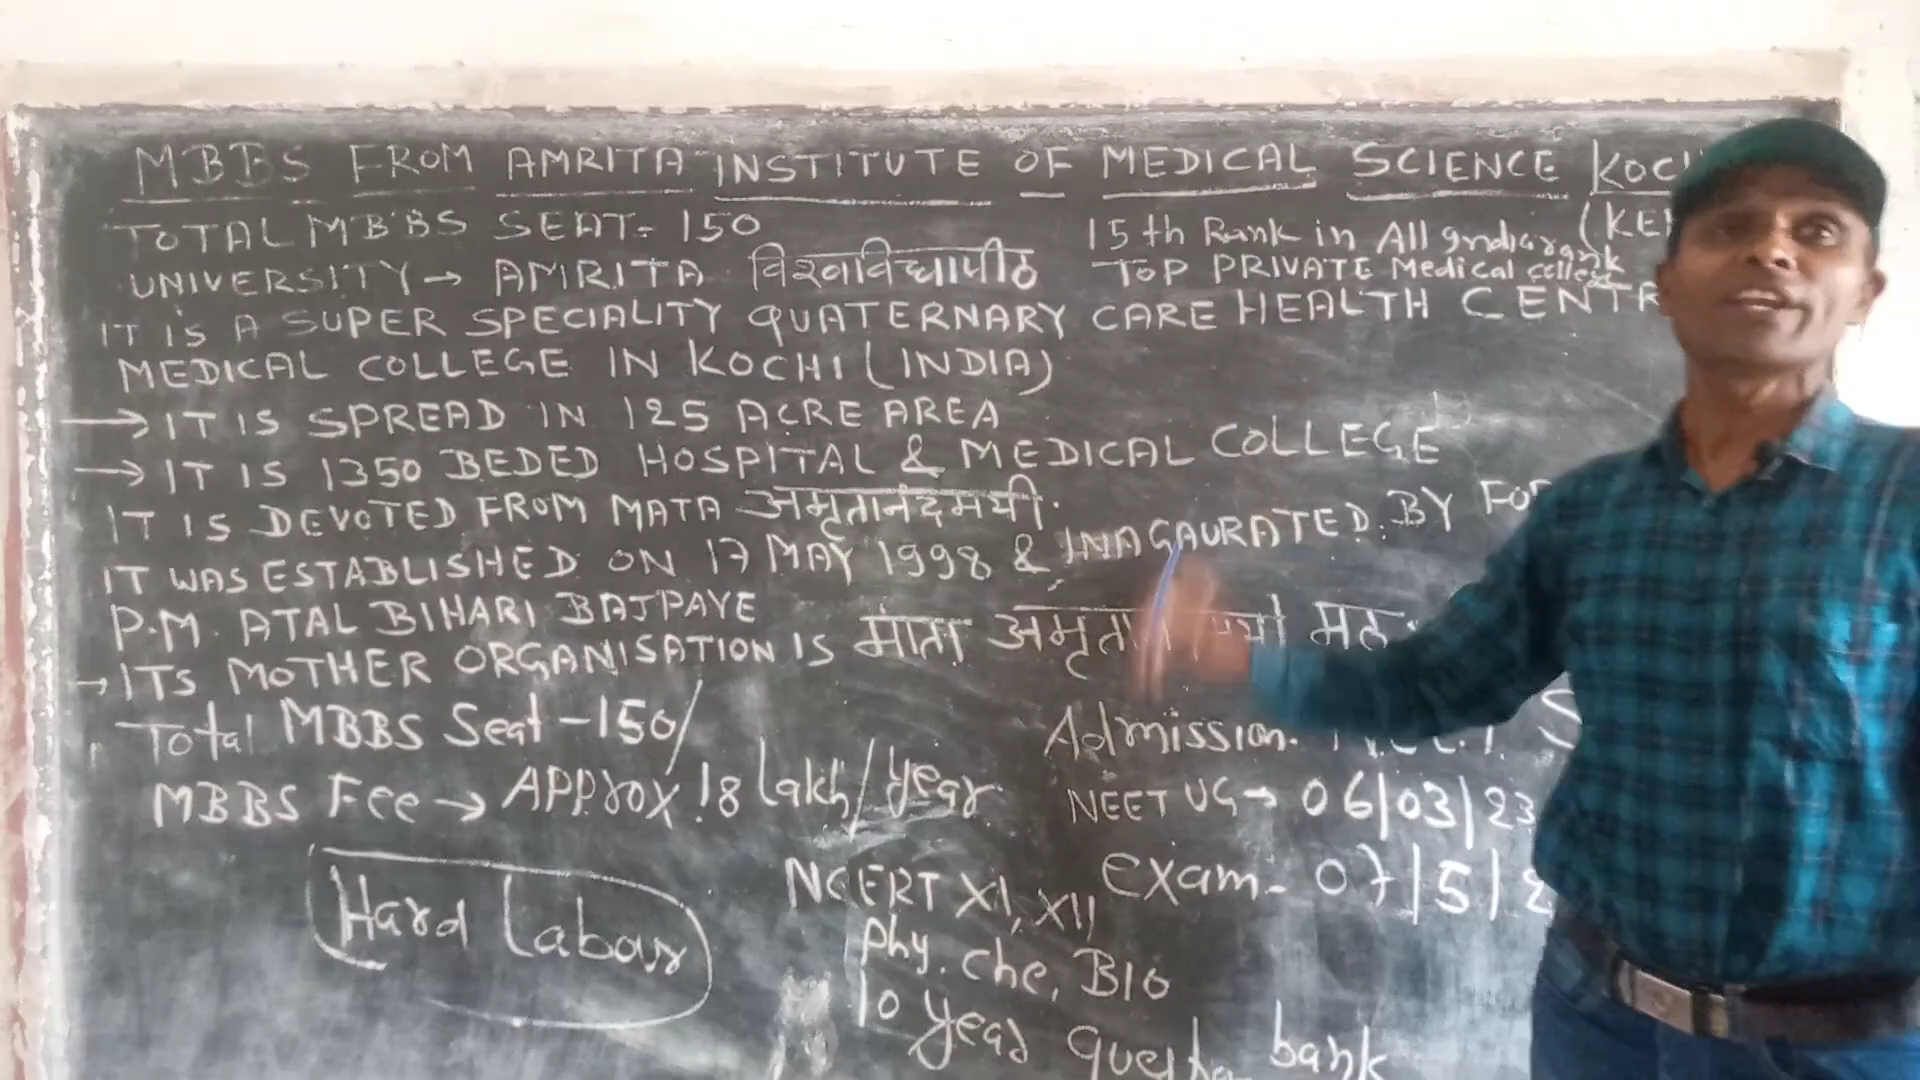 MBBS FROM AMRITA INSTITUTE OF MEDICAL SCIENCE
TOTAL MBBS SEAT- 150
15th Rank in All India rank
UNIVERSITY → AMRITA विश्वविद्यापीठ
TOP PRIVATE Medical college
IT IS A SUPER SPECIALITY QUATERNARY CARE HEALTH
MEDICAL COLLEGE IN KOCHI (INDIA)
→ IT IS SPREAD IN 125 ACRE AREA
→ IT IS 1350 BEDED HOSPITAL & MEDICAL COLLEGE
IT IS DEVOTED FROM MATA अमृतानंदमयी.
IT WAS ESTABLISHED ON 17 MAY 1998 & INAGAURATED BY
P.M. ATAL BIHARI BAJPAYE
→ ITS MOTHER ORGANISATION IS माता मठ
Total MBBS Seat - 150/
Admission.
MBBS Fee → APProx 18 lakh/year.
NEET UG → 06/03/23
exam - 07/5/
Hard Labour
NCERT XI, XII
Phy. che, BIO
10 year bank